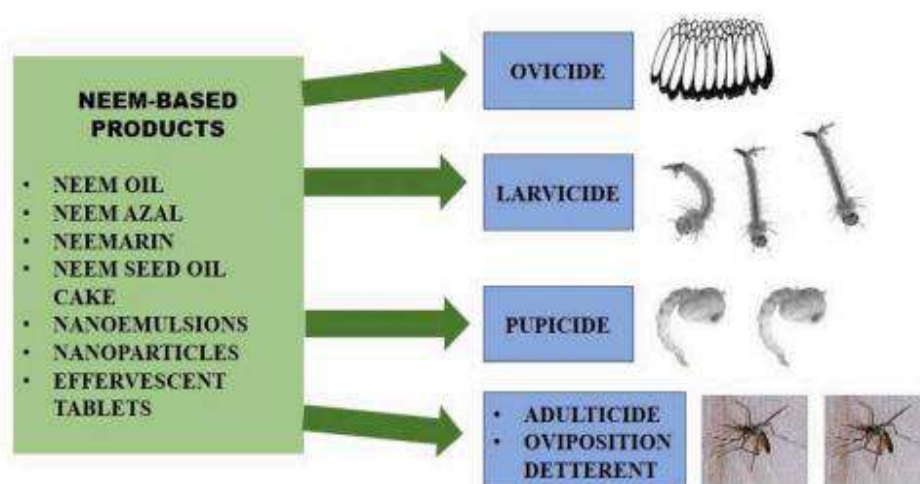 NEEM-BASED
PRODUCTS
• NEEM OIL
• NEEM AZAL
• NEEMARIN
• NEEM SEED OIL
CAKE
• NANOEMULSIONS
• NANOPARTICLES
• EFFERVESCENT
TABLETS
OVICIDE
LARVICIDE
PUPICIDE
• ADULTICIDE
• OVIPOSITION
DETTERENT